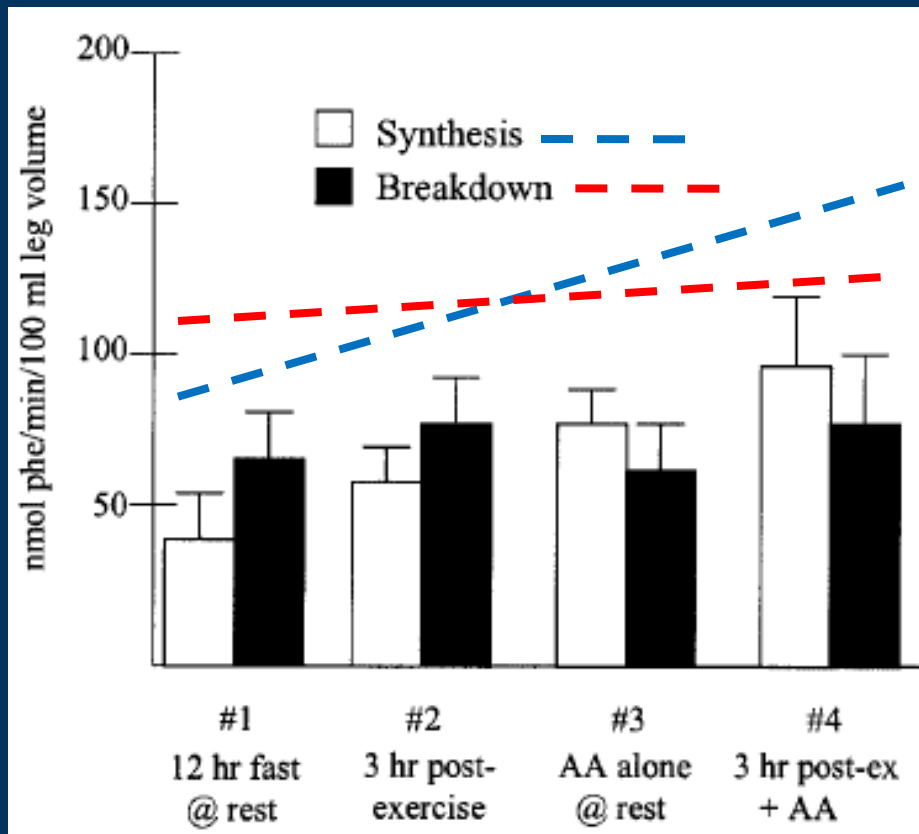 200
150
100
50
nmol phe/min/100 ml leg volume
Synthesis
Breakdown
#1
12 hr fast
@ rest
#2
3 hr post-
exercise
#3
AA alone
@ rest
#4
3 hr post-ex
+ AA